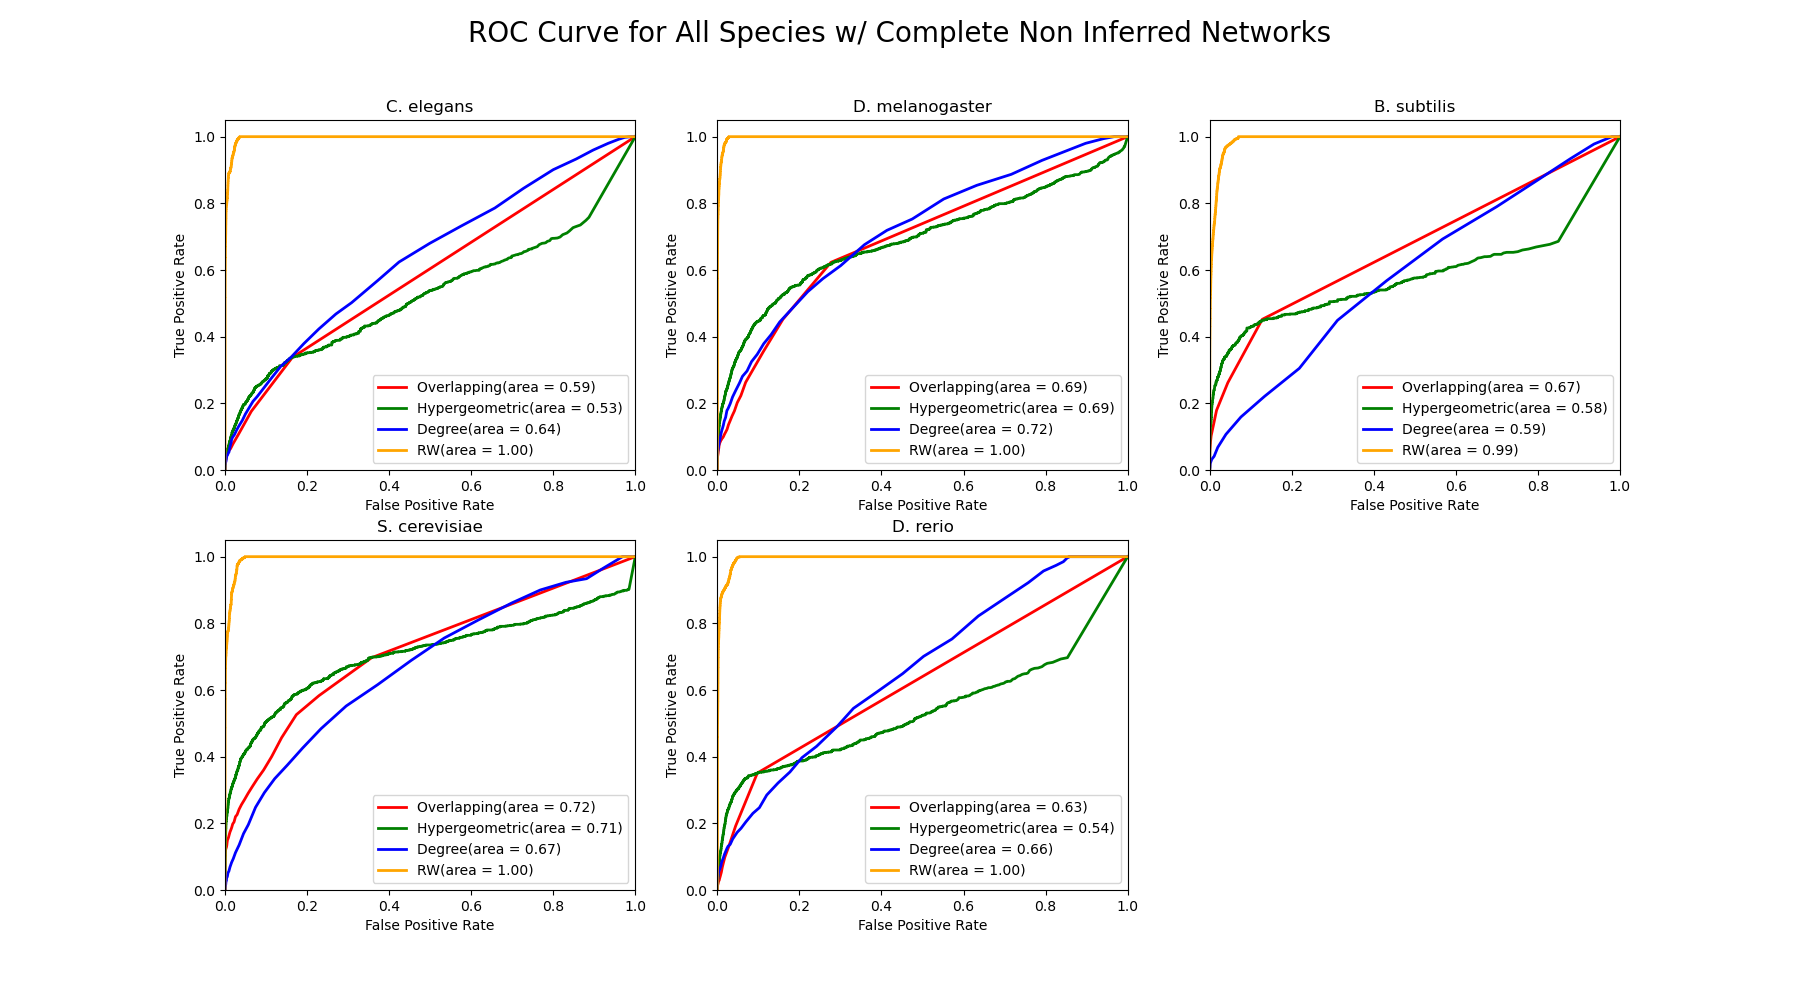 ROC Curve for All Species w/ Complete Non Inferred Networks
C. elegans
1.0
0.8
0.6
0.4
0.2
0.0
True Positive Rate
Overlapping(area = 0.59)
Hypergeometric(area = 0.53)
Degree(area = 0.64)
RW(area = 1.00)
0.0 0.2 0.4 0.6 0.8 1.0
False Positive Rate
D. melanogaster
1.0
0.8
0.6
0.4
0.2
0.0
True Positive Rate
Overlapping(area = 0.69)
Hypergeometric(area = 0.69)
Degree(area = 0.72)
RW(area = 1.00)
0.0 0.2 0.4 0.6 0.8 1.0
False Positive Rate
B. subtilis
1.0
0.8
0.6
0.4
0.2
0.0
True Positive Rate
Overlapping(area = 0.67)
Hypergeometric(area = 0.58)
Degree(area = 0.59)
RW(area = 0.99)
0.0 0.2 0.4 0.6 0.8 1.0
False Positive Rate
S. cerevisiae
1.0
0.8
0.6
0.4
0.2
0.0
True Positive Rate
Overlapping(area = 0.72)
Hypergeometric(area = 0.71)
Degree(area = 0.67)
RW(area = 1.00)
0.0 0.2 0.4 0.6 0.8 1.0
False Positive Rate
D. rerio
1.0
0.8
0.6
0.4
0.2
0.0
True Positive Rate
Overlapping(area = 0.63)
Hypergeometric(area = 0.54)
Degree(area = 0.66)
RW(area = 1.00)
0.0 0.2 0.4 0.6 0.8 1.0
False Positive Rate